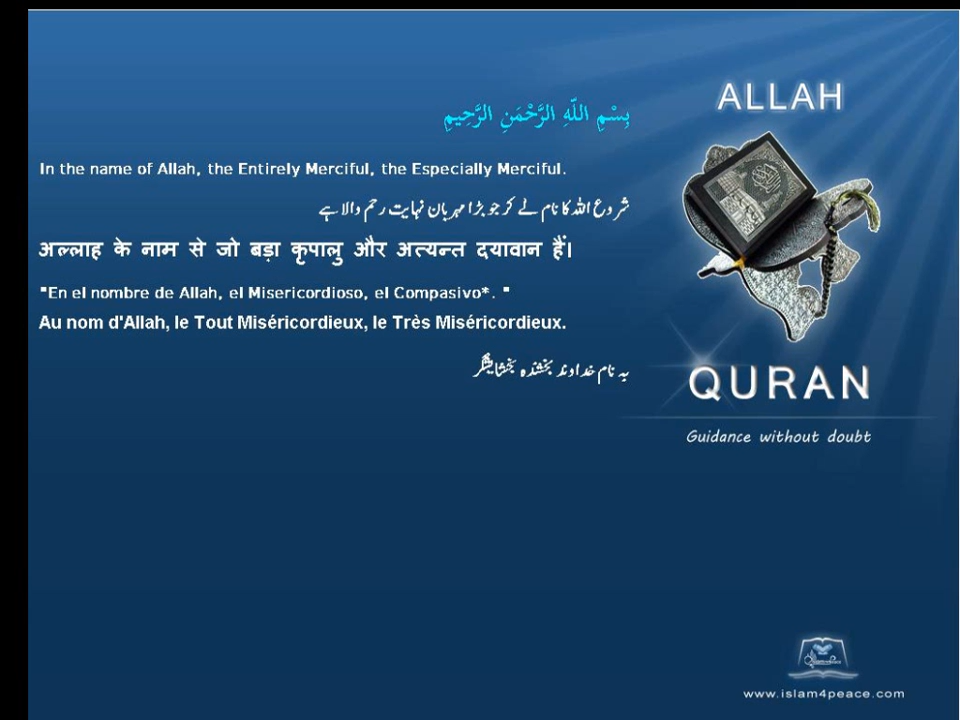 بِسْمِ اللَّهِ الرَّحْمَنِ الرَّحِيمِ
In the name of Allah, the Entirely Merciful, the Especially Merciful.
شروع الله کا نام لے کر جو بڑا مہربان نہایت رحم والا ہے
अल्लाह के नाम से जो बड़ा कृपालु और अत्यन्त दयावान हैं।
"En el nombre de Allah, el Misericordioso, el Compasivo*. "
Au nom d'Allah, le Tout Miséricordieux, le Très Miséricordieux.
به نام خداوند بخشنده بخشایشگر
ALLAH
QURAN
Guidance without doubt
www.islam4peace.com